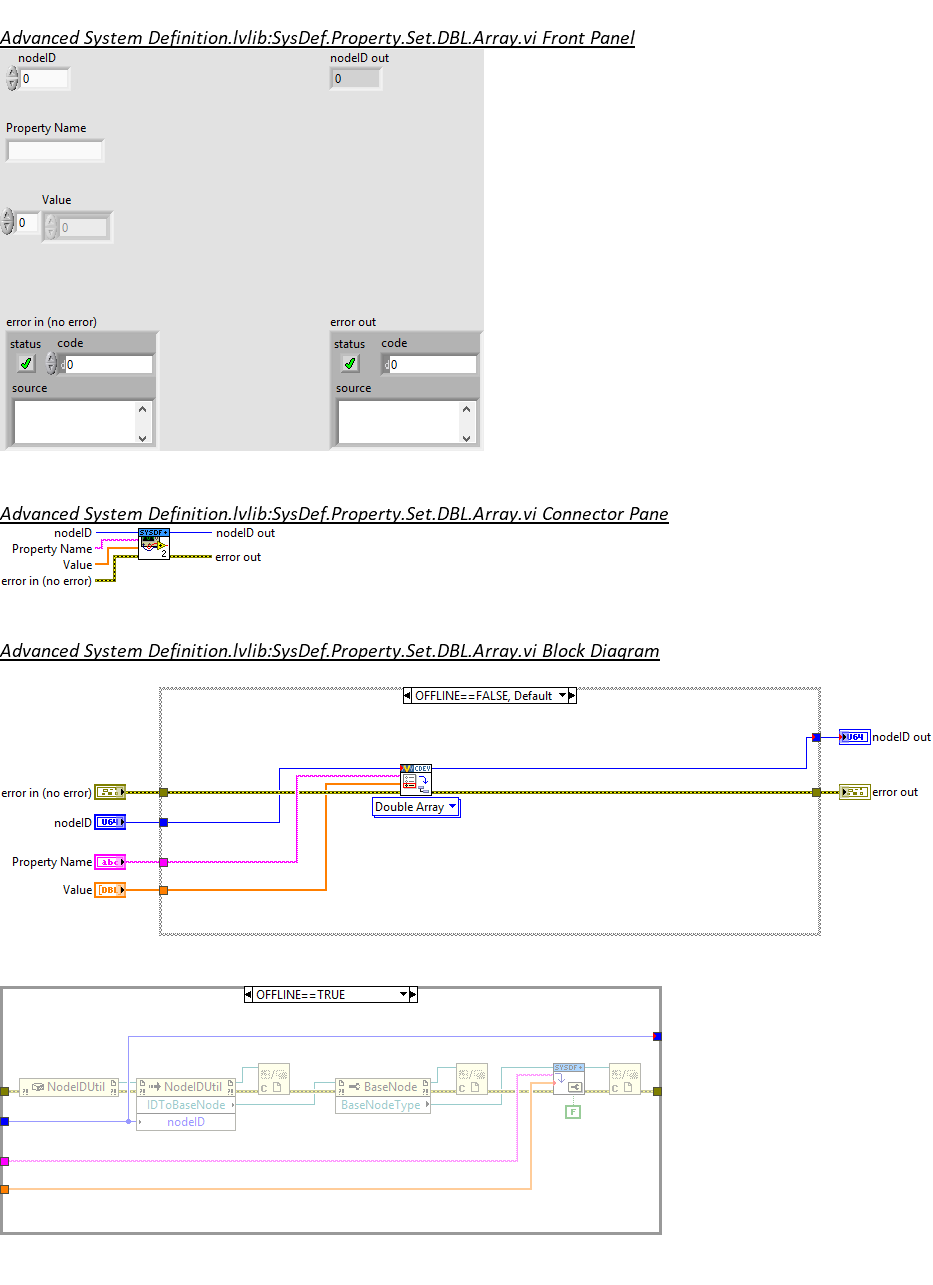 Advanced System Definition.lvlib:SysDef.Property.Set.DBL.Array.vi Front Panel
nodeID
nodeID out
0
0
Property Name
Value
0
0
error in (no error)
error out
status code
status code
d0
d0
source
source
Advanced System Definition.lvlib:SysDef.Property.Set.DBL.Array.vi Connector Pane
nodeID
SYSDF+
nodeID out
Property Name
Value
2
error out
error in (no error)
Advanced System Definition.lvlib:SysDef.Property.Set.DBL.Array.vi Block Diagram
OFFLINE==FALSE, Default
U64 nodeID out
CDEV
error in (no error)
error out
Double Array
nodeID U64
Property Name abc
Value [DBL]
OFFLINE==TRUE
SYSDF+
NodeIDUtil
NodeIDUtil
C
BaseNode
C
C
IDToBaseNode
BaseNodeType
F
nodeID